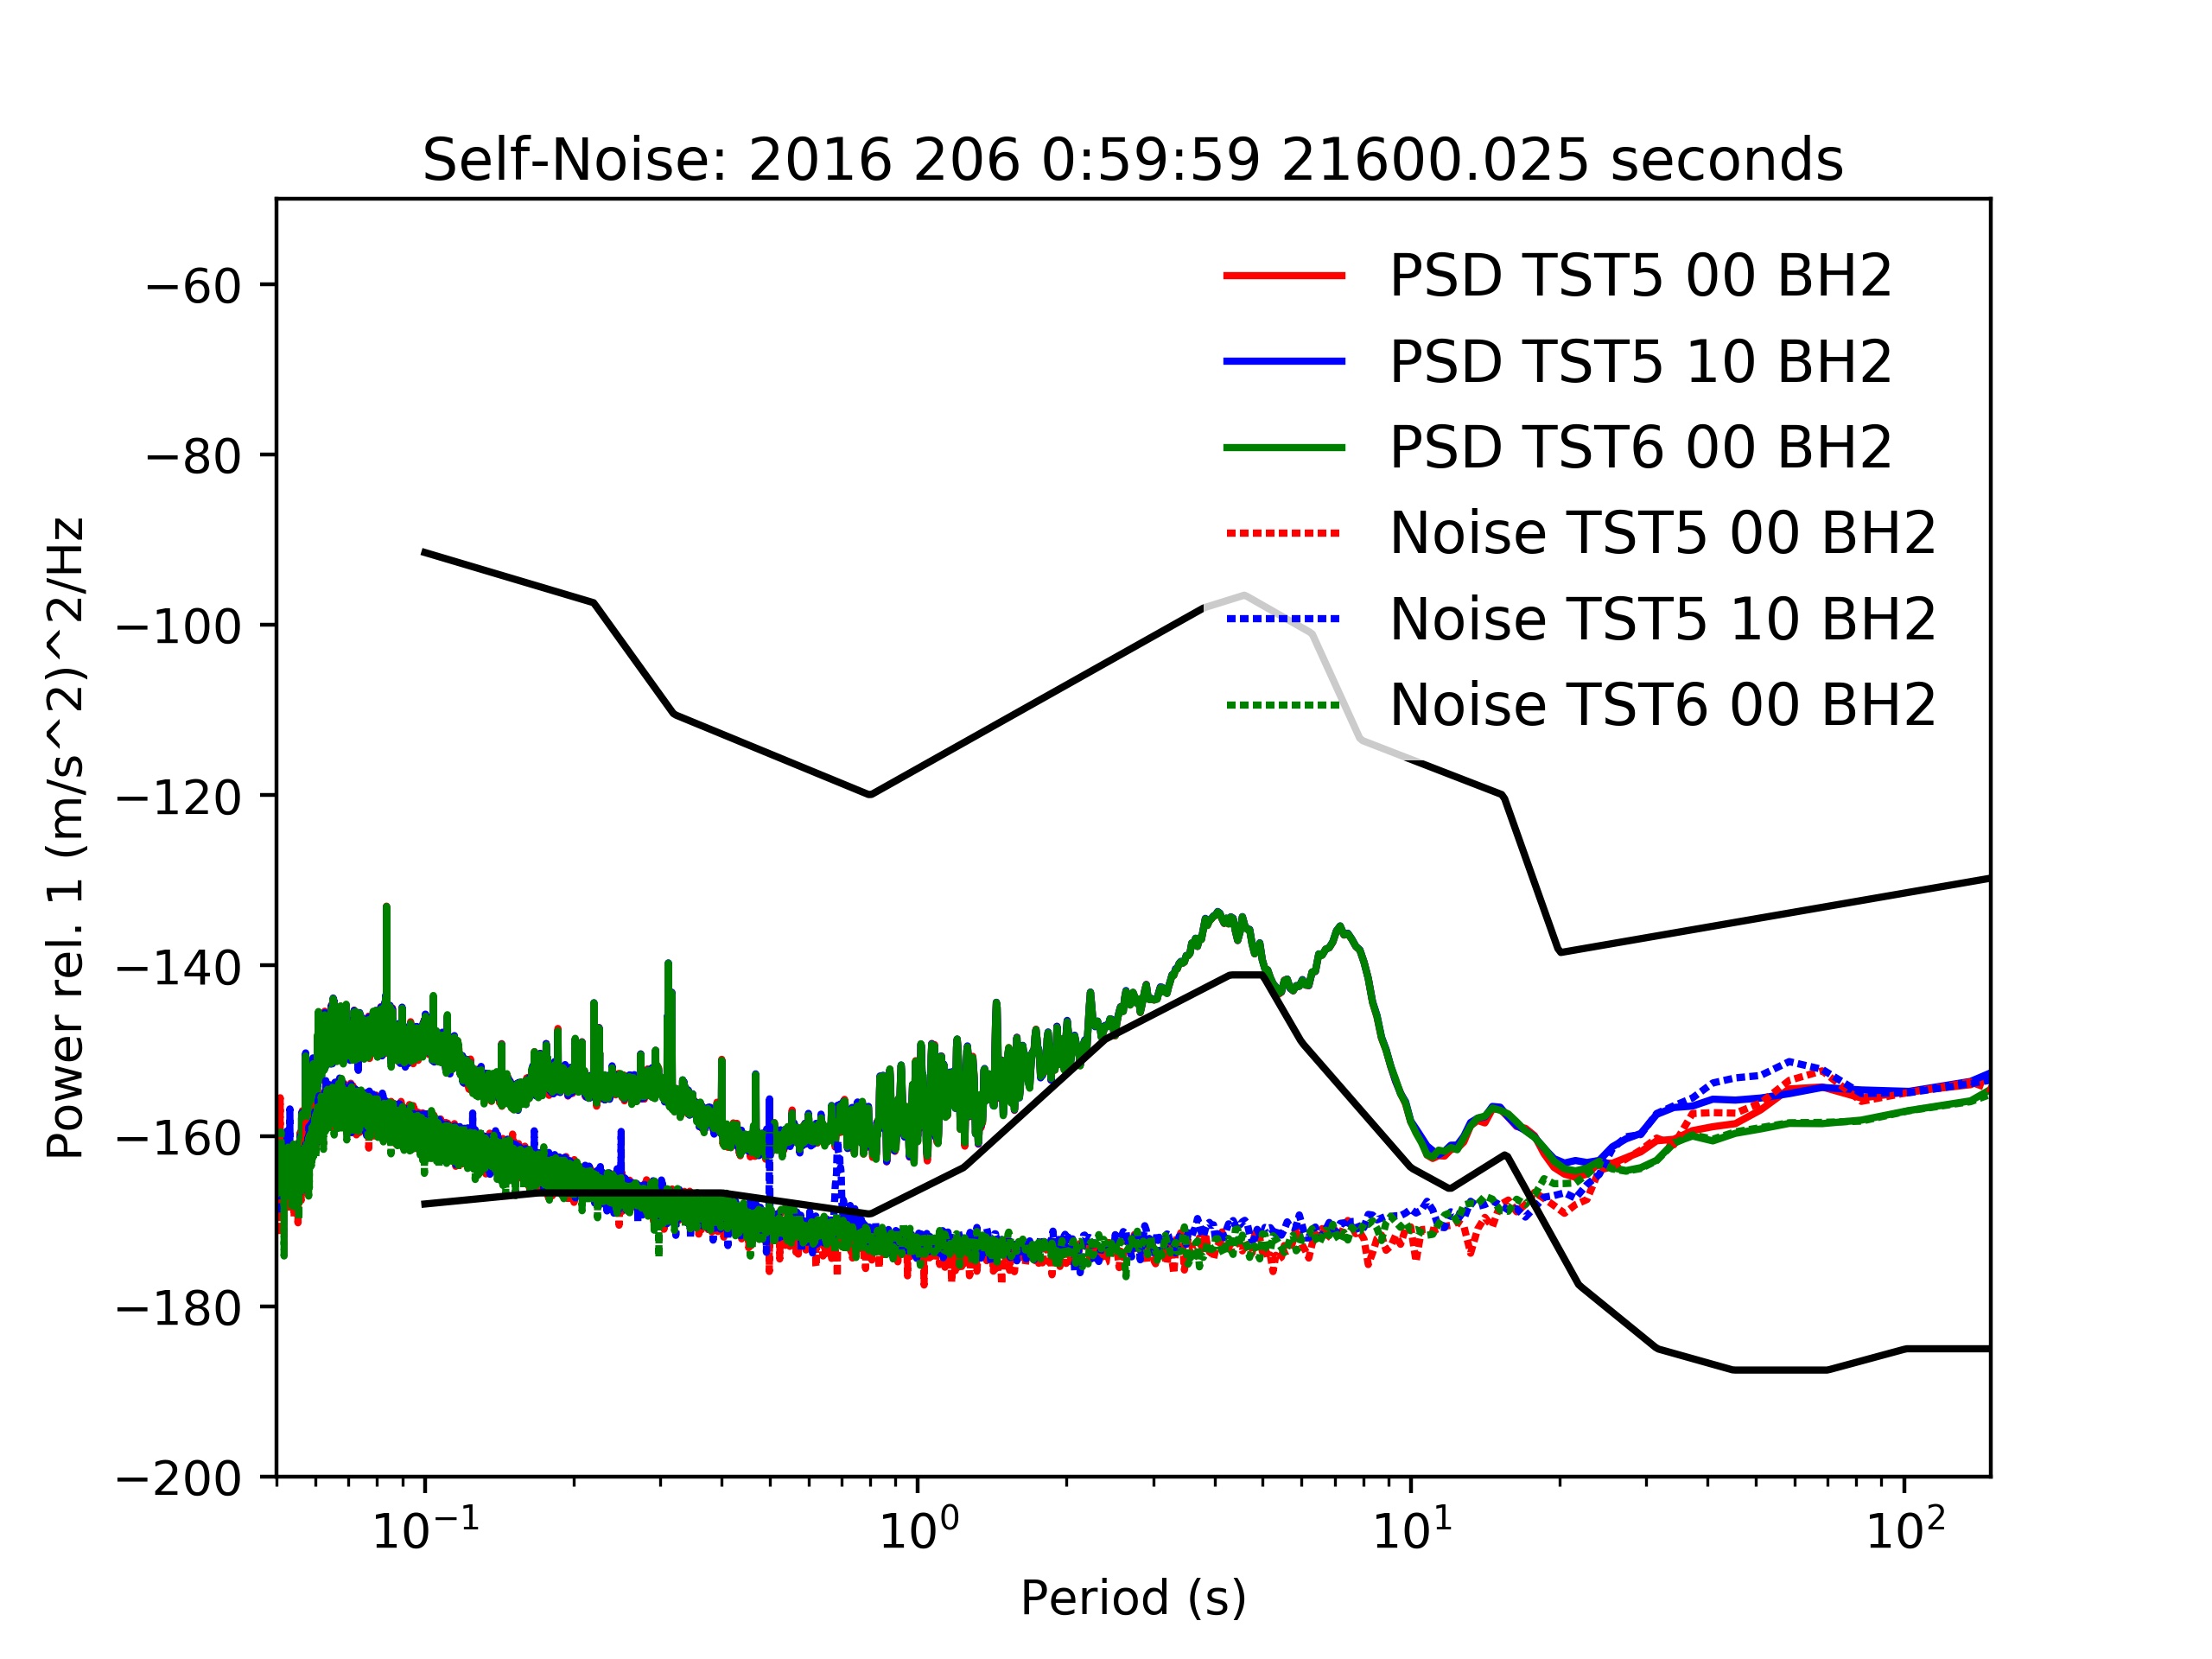 Self-Noise: 2016 206 0:59:59 21600.025 seconds
PSD TST5 00 BH2
PSD TST5 10 BH2
PSD TST6 00 BH2
Noise TST5 00 BH2
Noise TST5 10 BH2
Noise TST6 00 BH2
Power rel. 1 (m/s^2)^2/Hz
−60
−80
−100
−120
−140
−160
−180
−200
10⁻¹ 10⁰ 10¹ 10²
Period (s)